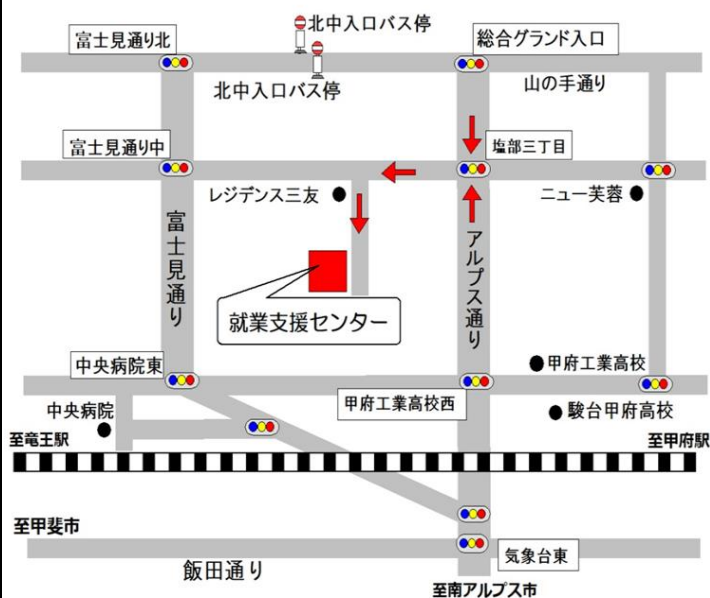 北中入口バス停
富士見通り北
総合グランド入口
北中入口バス停
山の手通り
富士見通り中
塩部三丁目
レジデンス三友
ニュー芙蓉
富士見通り
アルプス通り
就業支援センター
中央病院東
甲府工業高校
甲府工業高校西
中央病院
駿台甲府高校
至竜王駅
至甲府駅
至甲斐市
気象台東
飯田通り
至南アルプス市